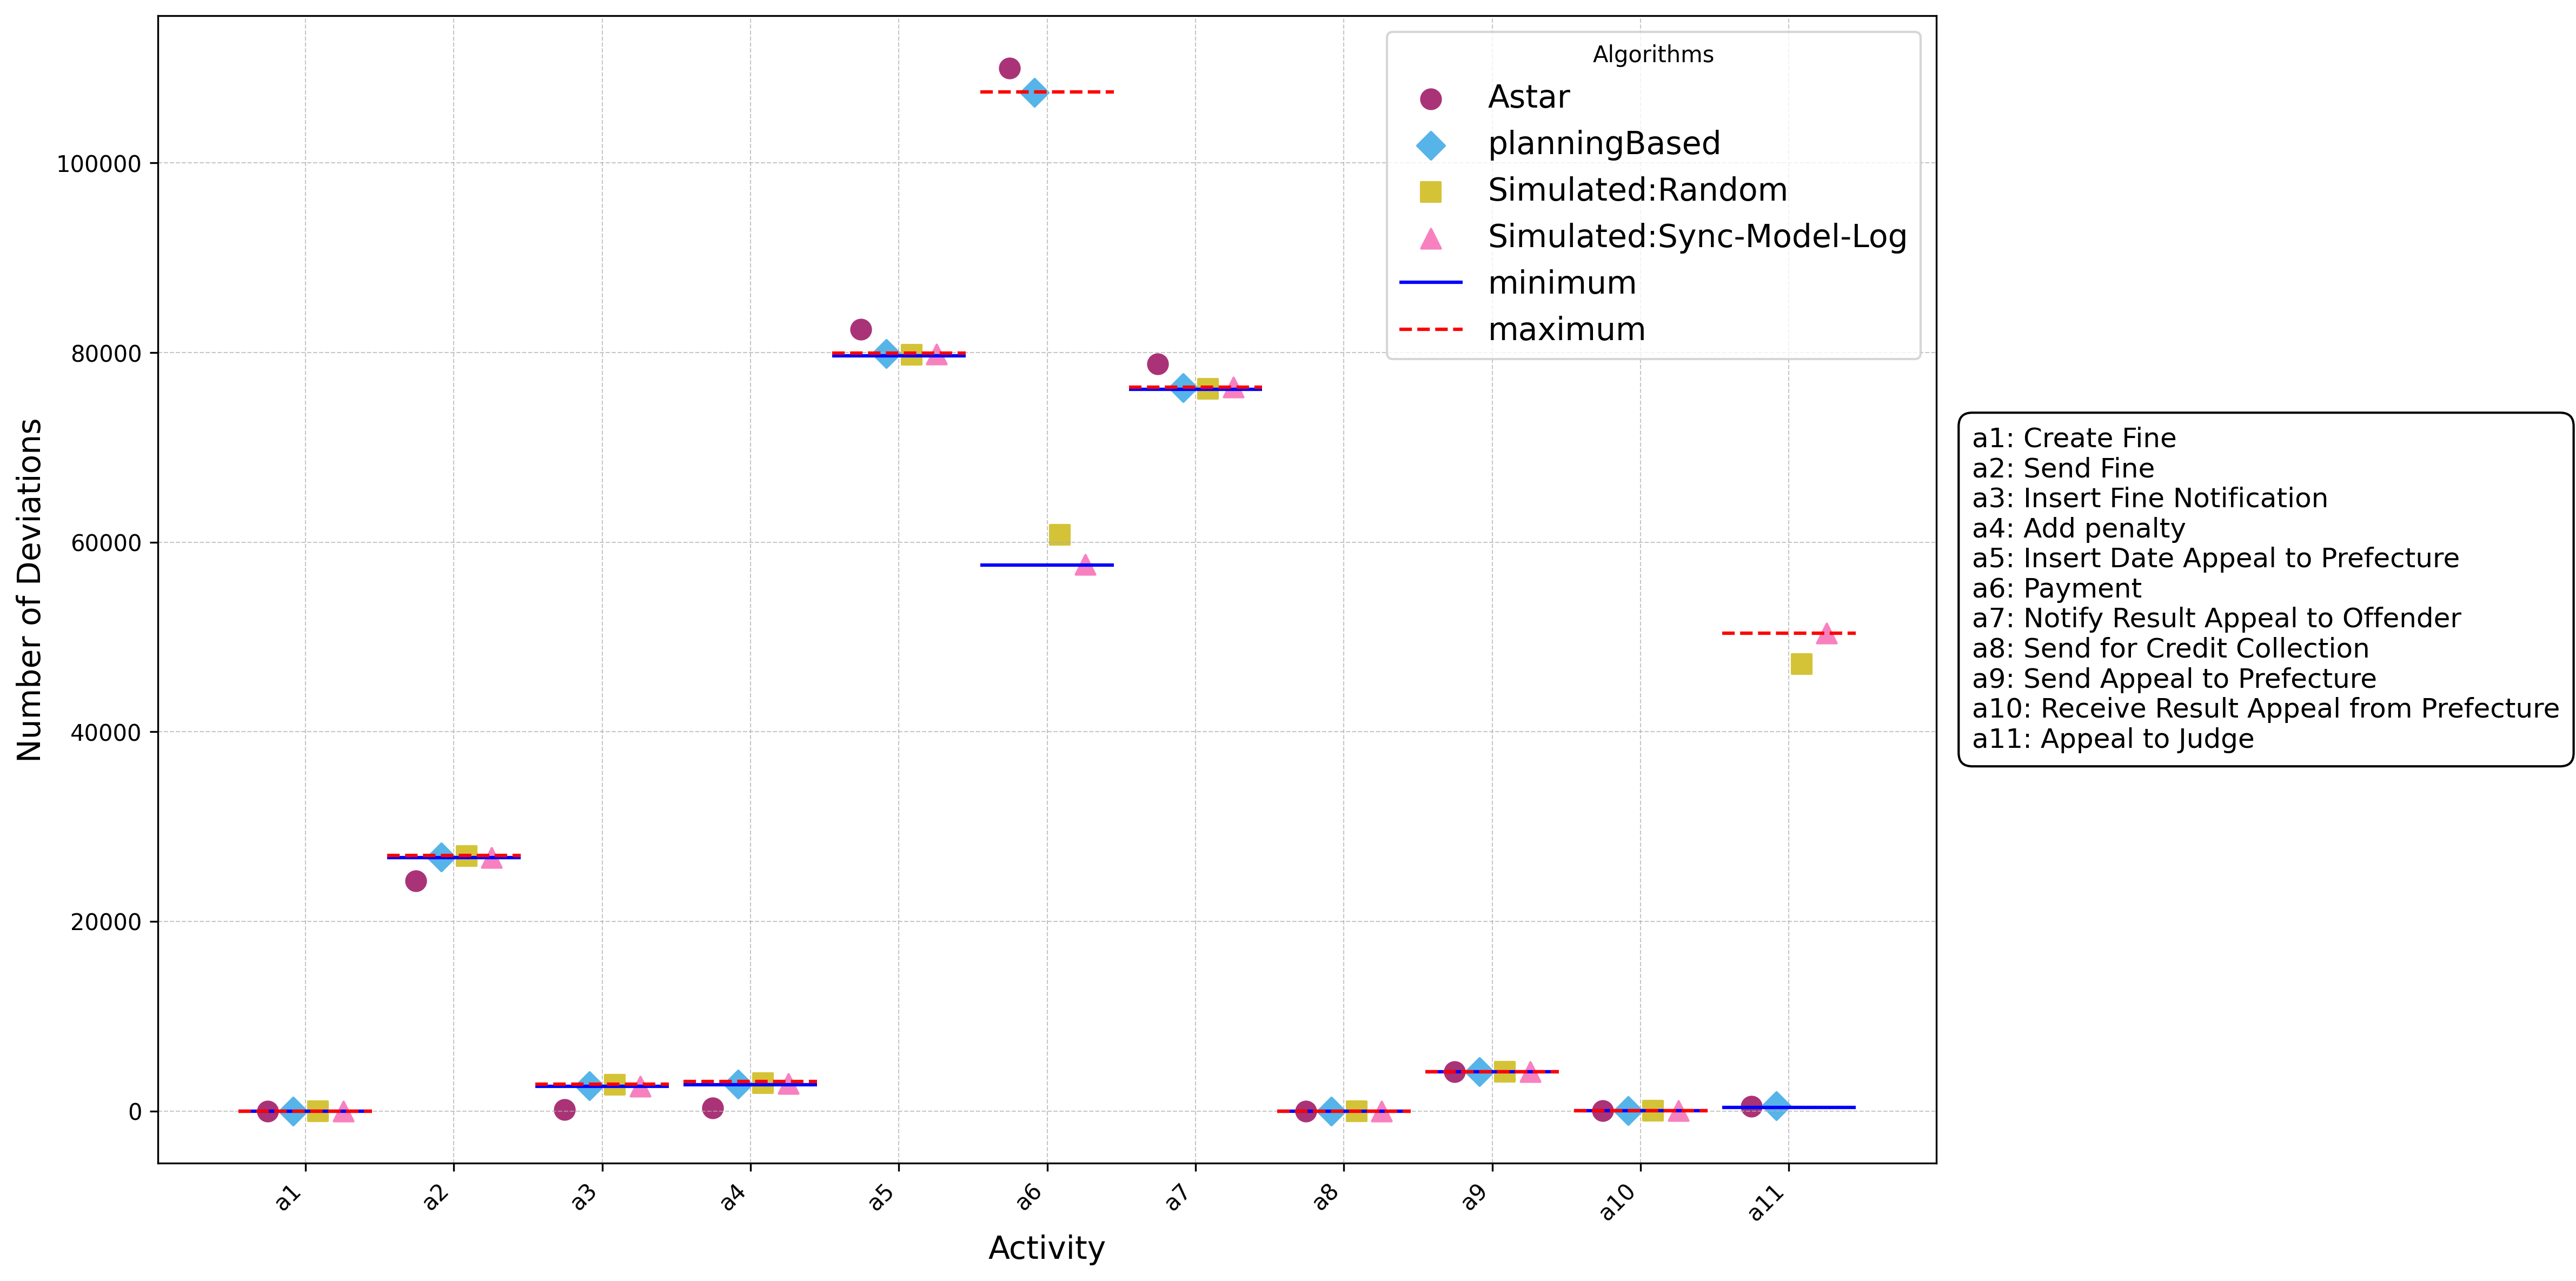 Algorithms
Astar
planningBased
Simulated:Random
Simulated:Sync-Model-Log
minimum
maximum
Number of Deviations
100000
80000
60000
40000
20000
0
a1
a2
a3
a4
a5
a6
a7
a8
a9
a10
a11
Activity
a1: Create Fine
a2: Send Fine
a3: Insert Fine Notification
a4: Add penalty
a5: Insert Date Appeal to Prefecture
a6: Payment
a7: Notify Result Appeal to Offender
a8: Send for Credit Collection
a9: Send Appeal to Prefecture
a10: Receive Result Appeal from Prefecture
a11: Appeal to Judge